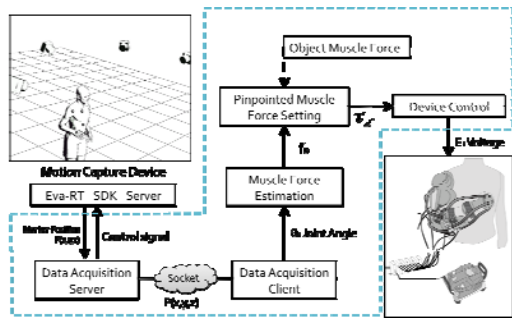 Object Muscle Force
Pinpointed Muscle
Force Setting
Device Control
E: Voltage
Motion Capture Device
Muscle Force
Estimation
Eva-RT SDK Server
Marker Position
P(x,y,z)
Control signal
Joint Angle
Data Acquisition
Server
Socket
P(x,y,z)
Data Acquisition
Client